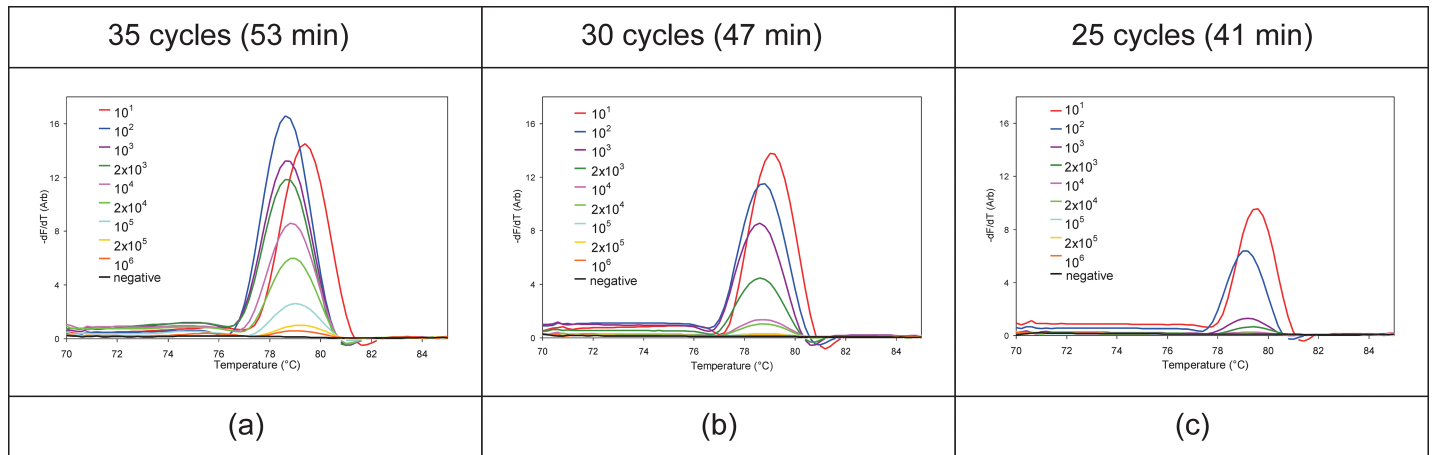 35 cycles (53 min)
30 cycles (47 min)
25 cycles (41 min)
-dF/dT (Arb)
16
12
8
4
0
10¹
10²
10³
2x10³
10⁴
2x10⁴
10⁵
2x10⁵
10⁶
negative
70 72 74 76 78 80 82 84
Temperature (°C)
-dF/dT (Arb)
16
12
8
4
0
10¹
10²
10³
2x10³
10⁴
2x10⁴
10⁵
2x10⁵
10⁶
negative
70 72 74 76 78 80 82 84
Temperature (°C)
-dF/dT (Arb)
16
12
8
4
0
10¹
10²
10³
2x10³
10⁴
2x10⁴
10⁵
2x10⁵
10⁶
negative
70 72 74 76 78 80 82 84
Temperature (°C)
(a)
(b)
(c)